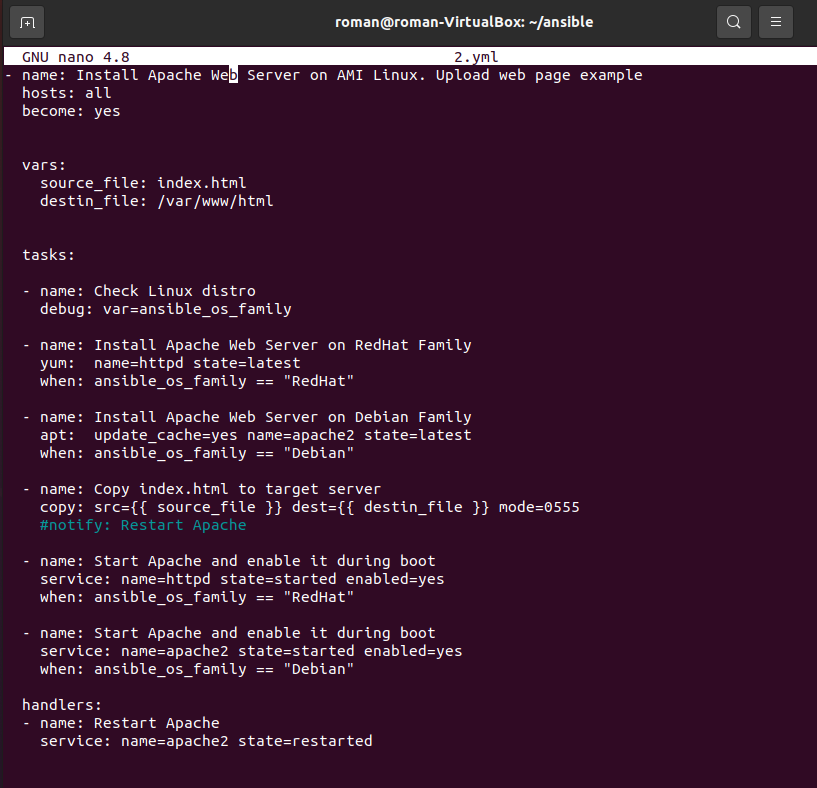 roman@roman-VirtualBox: ~/ansible
GNU nano 4.8 2.yml
- name: Install Apache Web Server on AMI Linux. Upload web page example
  hosts: all
  become: yes
  vars:
    source_file: index.html
    destin_file: /var/www/html
  tasks:
  - name: Check Linux distro
    debug: var=ansible_os_family
  - name: Install Apache Web Server on RedHat Family
    yum:  name=httpd state=latest
    when: ansible_os_family == "RedHat"
  - name: Install Apache Web Server on Debian Family
    apt:  update_cache=yes name=apache2 state=latest
    when: ansible_os_family == "Debian"
  - name: Copy index.html to target server
    copy: src={{ source_file }} dest={{ destin_file }} mode=0555
    #notify: Restart Apache
  - name: Start Apache and enable it during boot
    service: name=httpd state=started enabled=yes
    when: ansible_os_family == "RedHat"
  - name: Start Apache and enable it during boot
    service: name=apache2 state=started enabled=yes
    when: ansible_os_family == "Debian"
  handlers:
  - name: Restart Apache
    service: name=apache2 state=restarted